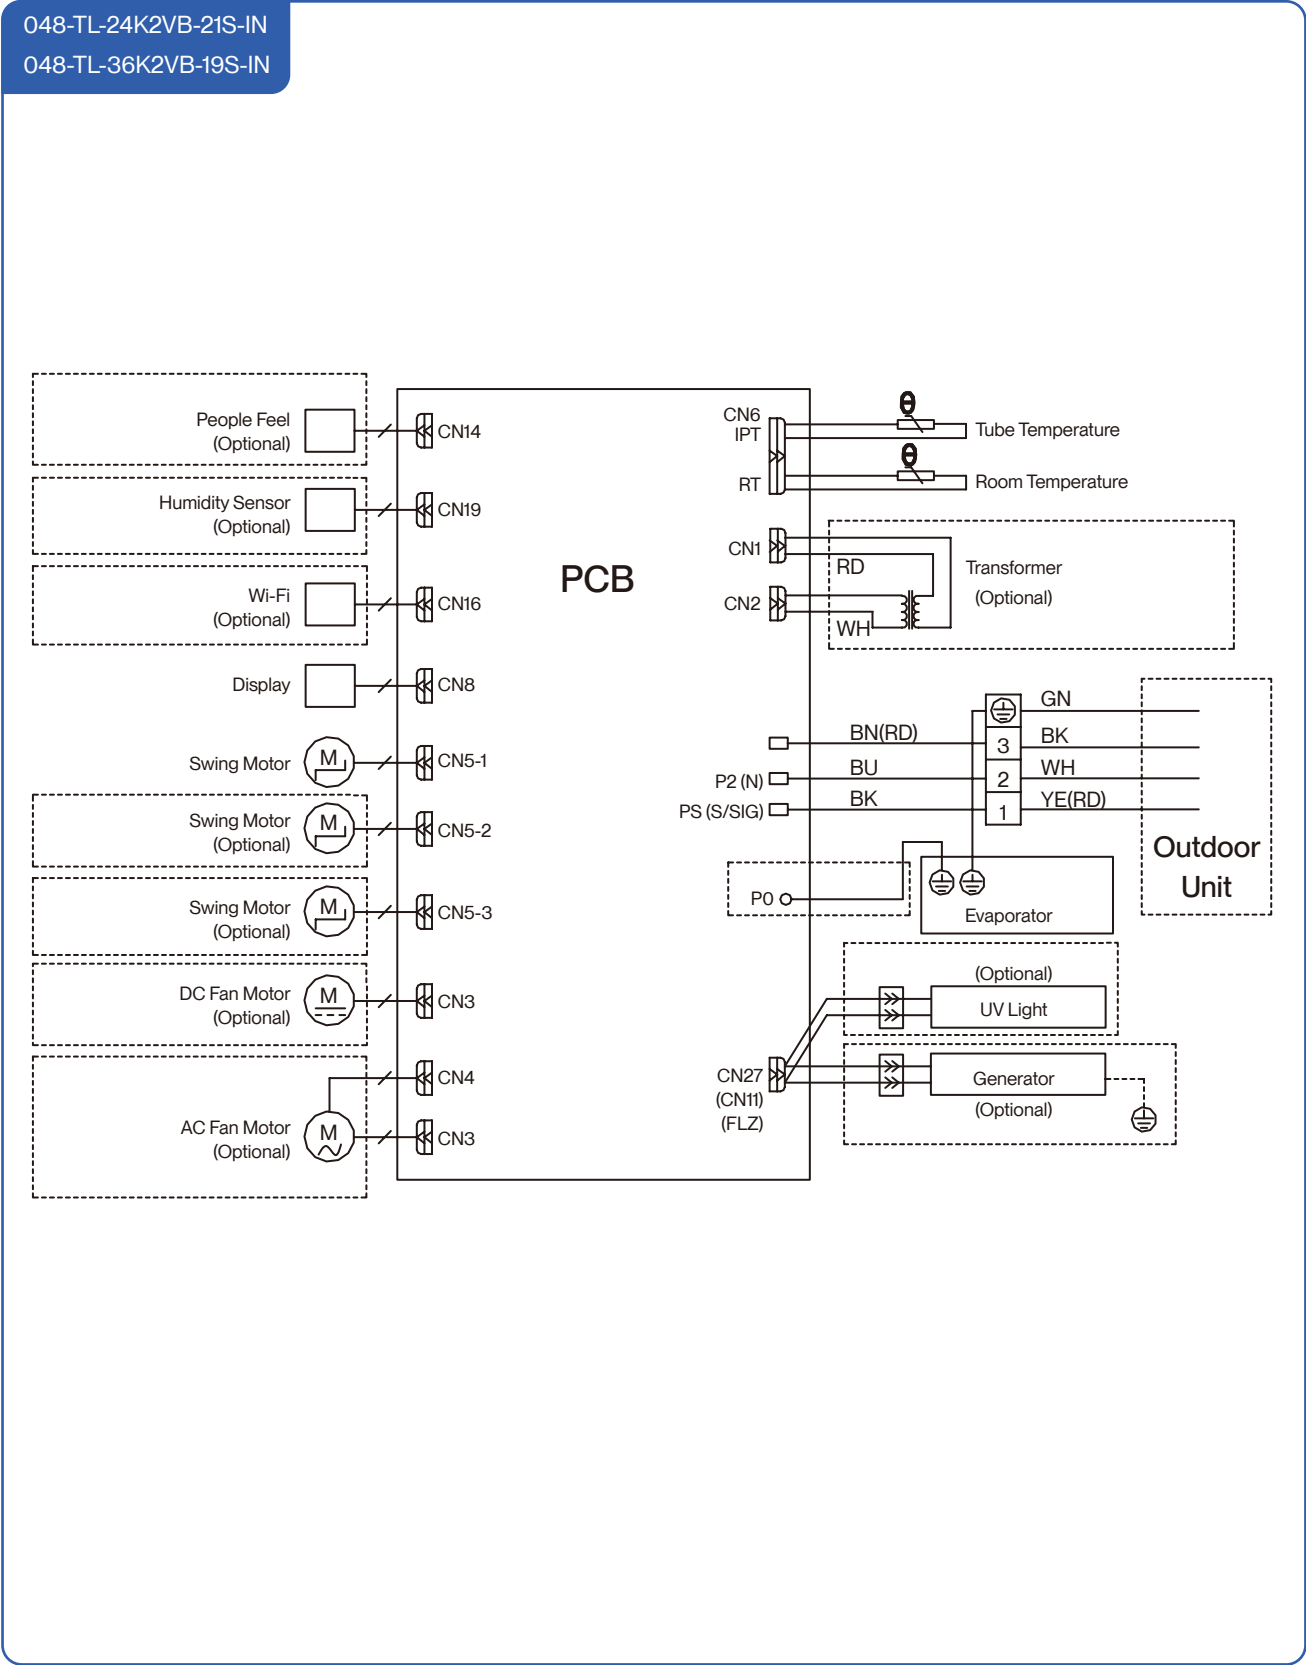 048-TL-24K2VB-21S-IN
048-TL-36K2VB-19S-IN
People Feel
(Optional)
CN14
Humidity Sensor
(Optional)
CN19
Wi-Fi
(Optional)
CN16
Display
CN8
Swing Motor
M
CN5-1
Swing Motor
(Optional)
M
CN5-2
Swing Motor
(Optional)
M
CN5-3
DC Fan Motor
(Optional)
M
CN3
CN4
AC Fan Motor
(Optional)
M
CN3
PCB
CN6
IPT
θ
Tube Temperature
RT
θ
Room Temperature
CN1
RD
Transformer
(Optional)
CN2
WH
GN
BN(RD)
3
BK
P2 (N)
BU
2
WH
PS (S/SIG)
BK
1
YE(RD)
Outdoor
Unit
P0
Evaporator
(Optional)
UV Light
CN27
(CN11)
(FLZ)
Generator
(Optional)